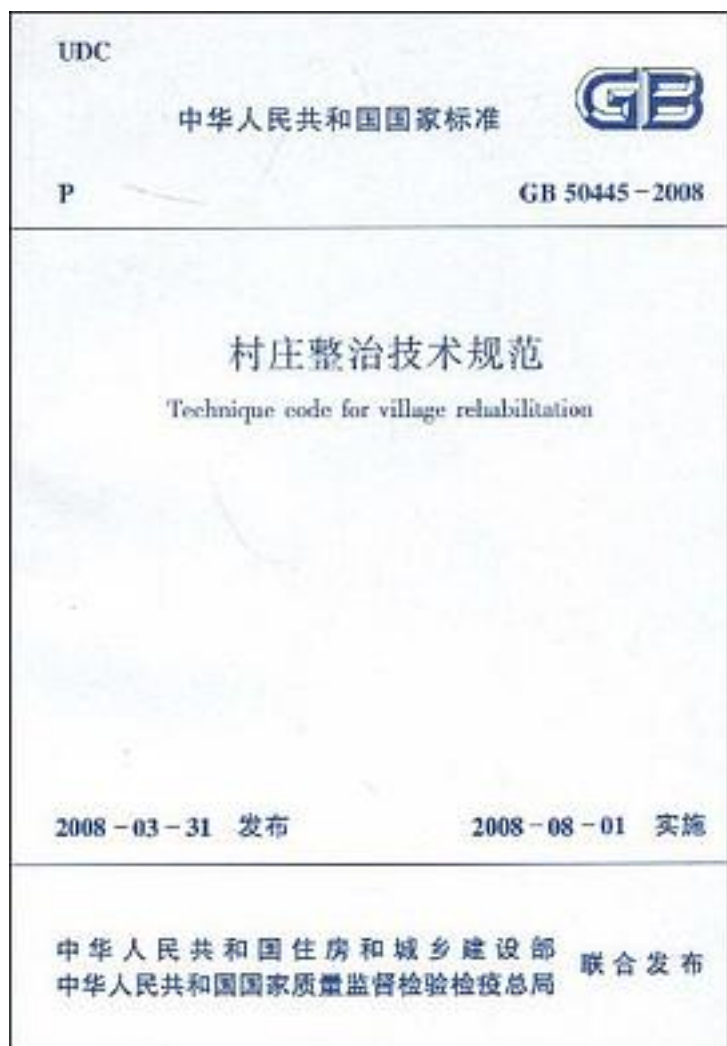 UDC
GB
中华人民共和国国家标准
P
GB 50445-2008
村庄整治技术规范
Technique code for village rehabilitation
2008-03-31 发布
2008-08-01 实施
中华人民共和国住房和城乡建设部
中华人民共和国国家质量监督检验检疫总局
联合发布